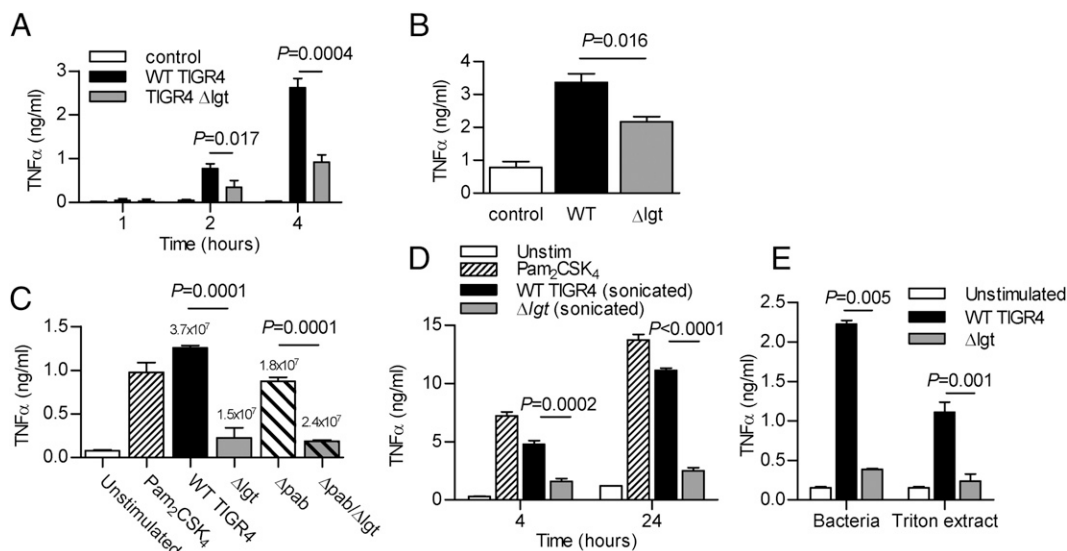 A
control
WT TIGR4
TIGR4 Δlgt
P=0.0004
P=0.017
TNFα (ng/ml)
3
2
1
0
1 2 4
Time (hours)
B
P=0.016
TNFα (ng/ml)
4
3
2
1
0
control WT Δlgt
C
P=0.0001
P=0.0001
3.7x10⁷
1.8x10⁷
1.5x10⁷
2.4x10⁷
TNFα (ng/ml)
1.5
1.0
0.5
0.0
Unstimulated
Pam₂CSK₄
WT TIGR4
Δlgt
Δpab
Δpab/Δlgt
D
Unstim
Pam₂CSK₄
WT TIGR4 (sonicated)
Δlgt (sonicated)
P<0.0001
P=0.0002
TNFα (ng/ml)
15
10
5
0
4 24
Time (hours)
E
Unstimulated
WT TIGR4
Δlgt
P=0.005
P=0.001
TNFα (ng/ml)
2.5
2.0
1.5
1.0
0.5
0.0
Bacteria Triton extract